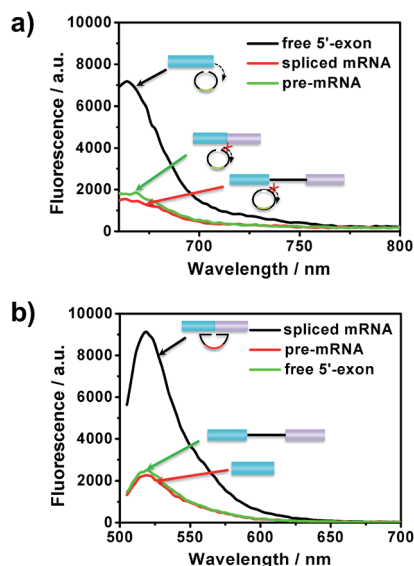 a)
10000
8000
6000
4000
2000
0
Fluorescence / a.u.
free 5'-exon
spliced mRNA
pre-mRNA
700
750
800
Wavelength / nm
b)
10000
8000
6000
4000
2000
0
Fluorescence / a.u.
spliced mRNA
pre-mRNA
free 5'-exon
500
550
600
650
700
Wavelength / nm